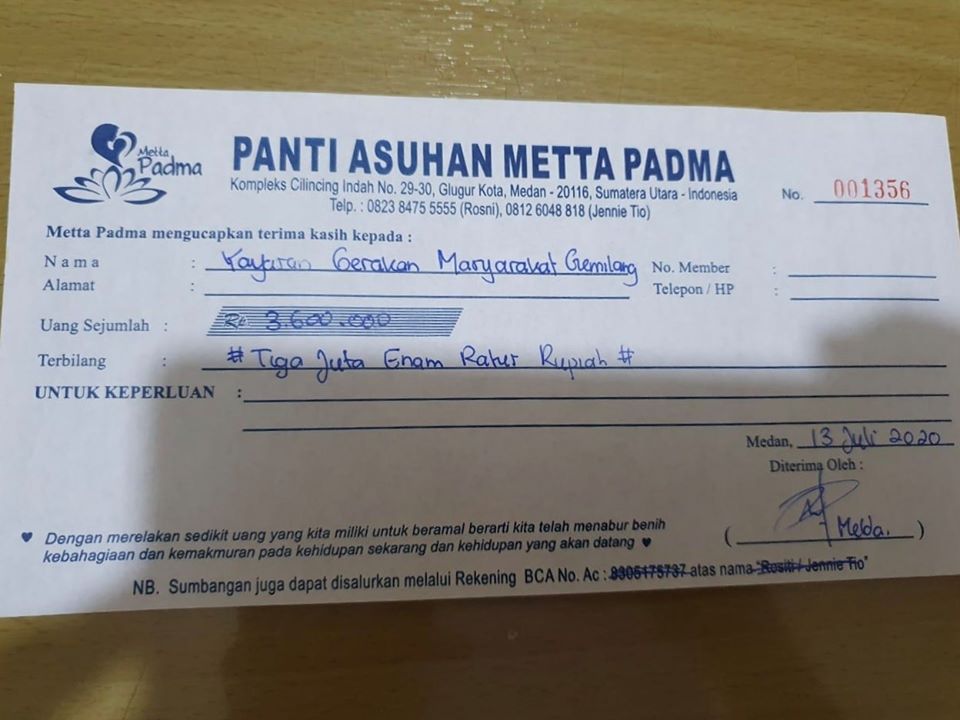 Metta
Padma
PANTI ASUHAN METTA PADMA
Kompleks Cilincing Indah No. 29-30, Glugur Kota, Medan - 20116, Sumatera Utara - Indonesia
Telp. : 0823 8475 5555 (Rosni), 0812 6048 818 (Jennie Tio)
No. 001356
Metta Padma mengucapkan terima kasih kepada :
Nama : Yayasan Gerakan Masyarakat Gemilang No. Member :
Alamat : Telepon / HP :
Uang Sejumlah : Rp. 3.600.000
Terbilang : # Tiga Juta Enam Ratus Rupiah #
UNTUK KEPERLUAN :
Medan, 13 Juli 2020
Diterima Oleh :
( Melda. )
♥ Dengan merelakan sedikit uang yang kita miliki untuk beramal berarti kita telah menabur benih
kebahagiaan dan kemakmuran pada kehidupan sekarang dan kehidupan yang akan datang ♥
NB. Sumbangan juga dapat disalurkan melalui Rekening BCA No. Ac : 8305175737 atas nama "Rositi / Jennie Tio"